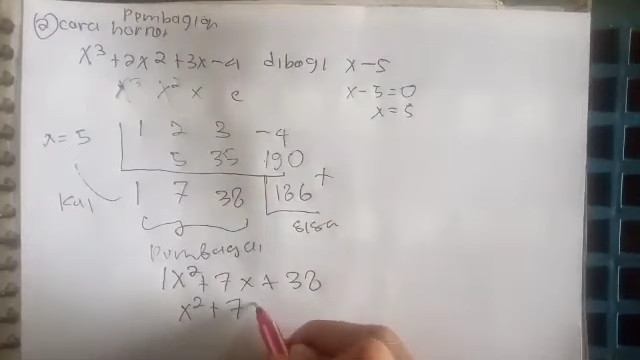 ② cara Pembagian
horner
x³ + 2x² + 3x - 4 dibagi x - 5
x³ x² x c
x - 5 = 0
x = 5
x = 5 1 2 3 -4
5 35 190 +
Kali 1 7 38 186
sisa
1x² + 7x + 38
x² + 7